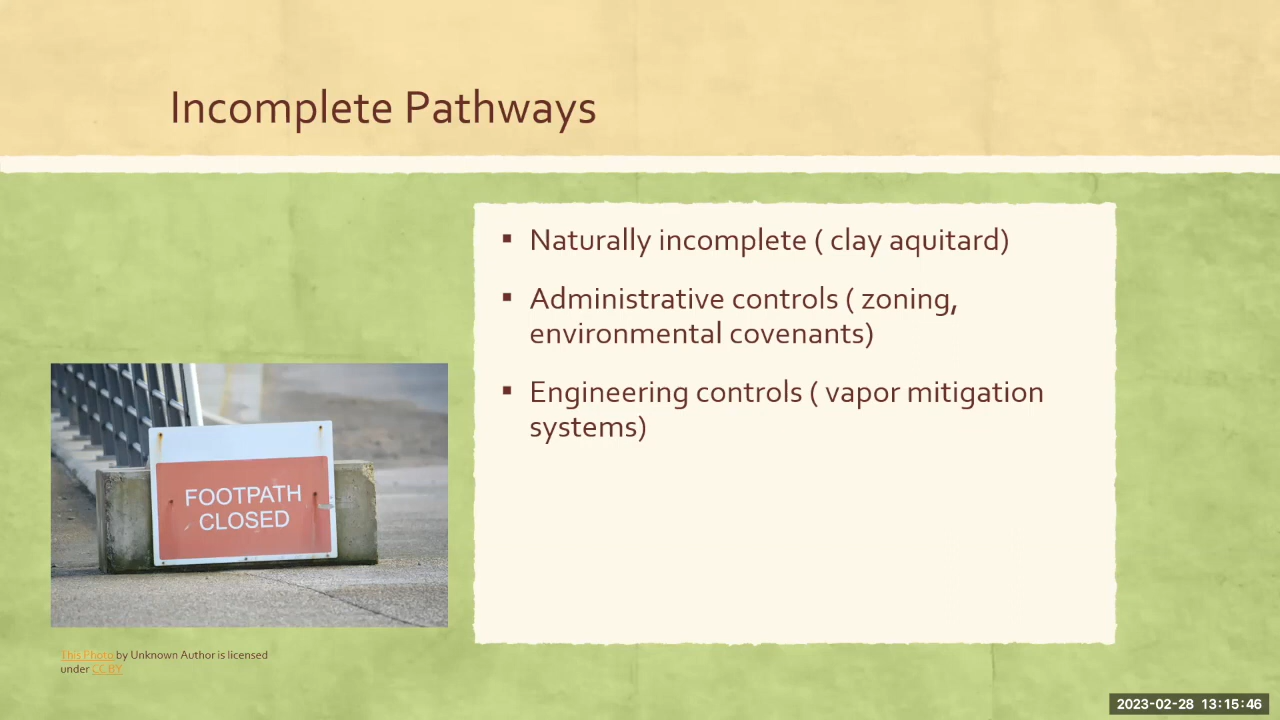 Incomplete Pathways
▪ Naturally incomplete ( clay aquitard)
▪ Administrative controls ( zoning,
environmental covenants)
▪ Engineering controls ( vapor mitigation
systems)
FOOTPATH
CLOSED
This Photo by Unknown Author is licensed
under CC BY
2023-02-28 13:15:46